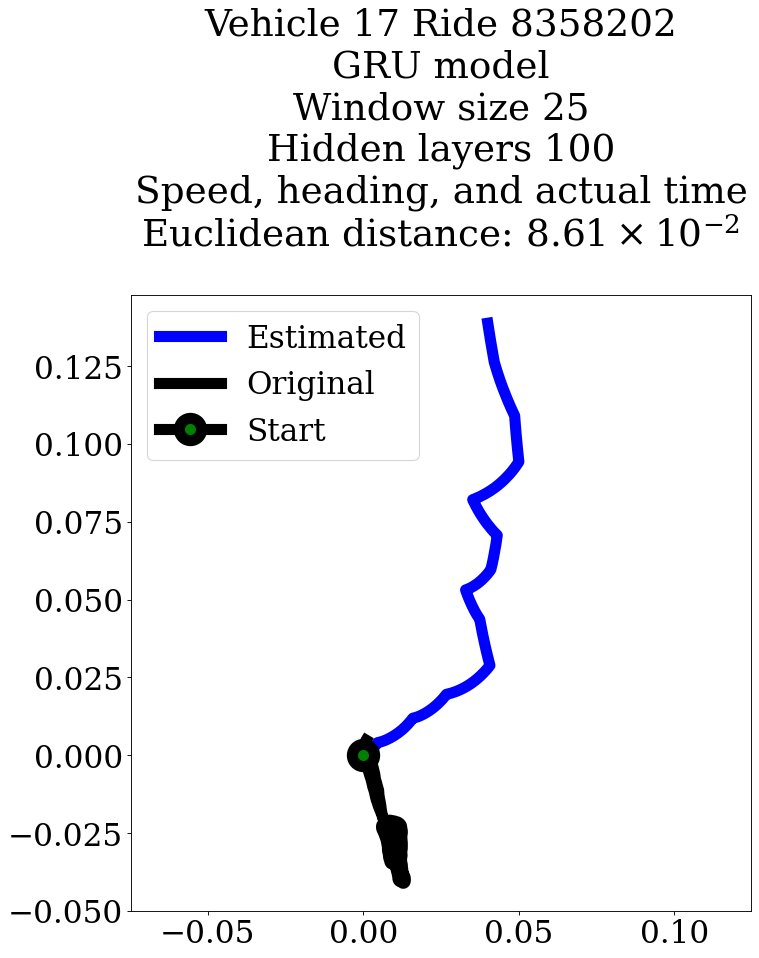 Vehicle 17 Ride 8358202
GRU model
Window size 25
Hidden layers 100
Speed, heading, and actual time
Euclidean distance: 8.61 × 10⁻²
Estimated
Original
Start
0.125
0.100
0.075
0.050
0.025
0.000
−0.025
−0.050
−0.05 0.00 0.05 0.10